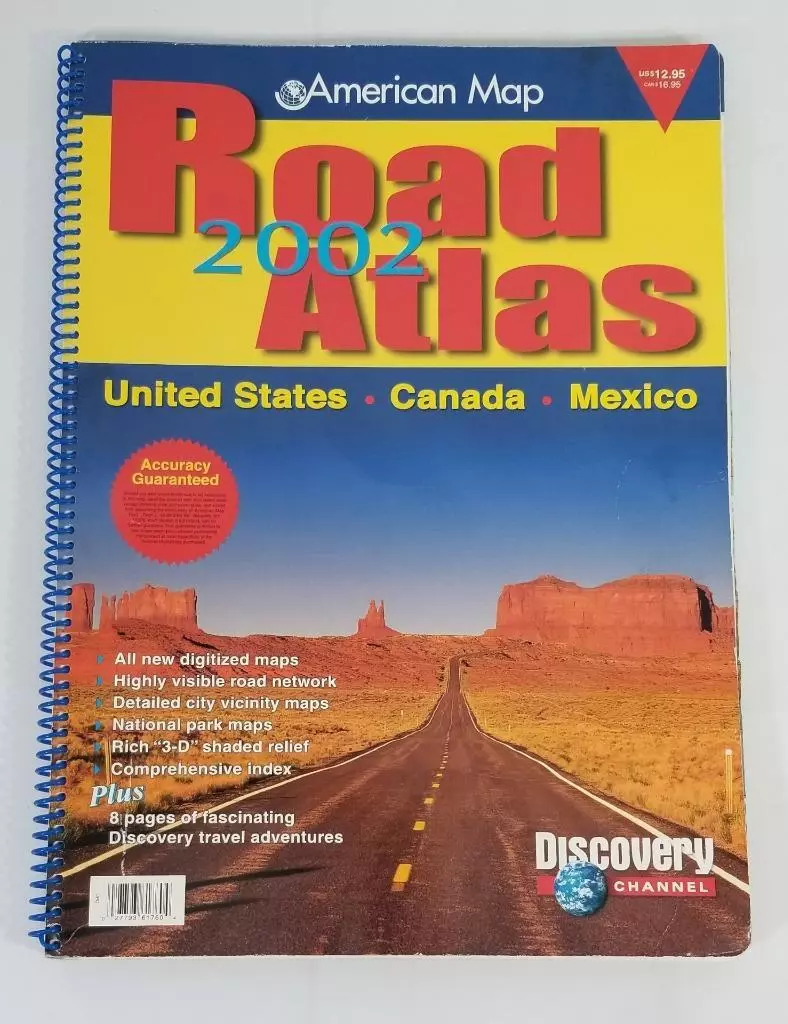 American Map
US$12.95
CAN$16.95
Road
2002
Atlas
United States • Canada • Mexico
Accuracy
Guaranteed
All new digitized maps
Highly visible road network
Detailed city vicinity maps
National park maps
Rich "3-D" shaded relief
Comprehensive index
Plus
8 pages of fascinating
Discovery travel adventures
Discovery
CHANNEL